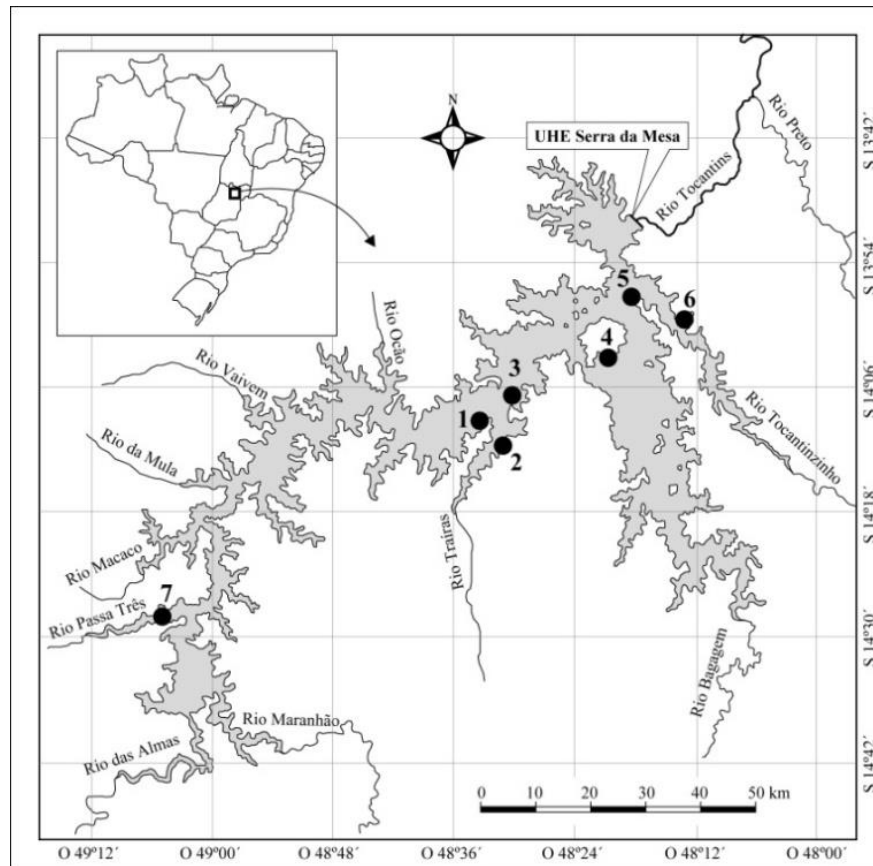 N
UHE Serra da Mesa
Rio Tocantins
Rio Preto
S 13°42´
S 13°54´
5
6
Rio Ocão
4
3
Rio Vaivem
S 14°06´
1
2
Rio da Mula
Rio Tocantinzinho
Rio Traíras
S 14°18´
Rio Macaco
7
Rio Passa Três
S 14°30´
Rio Bagagem
Rio Maranhão
Rio das Almas
S 14°42´
0 10 20 30 40 50 km
O 49°12´ O 49°00´ O 48°48´ O 48°36´ O 48°24´ O 48°12´ O 48°00´